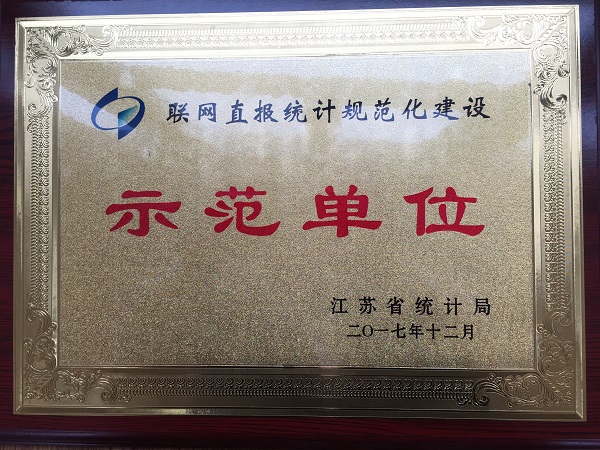 联网直报统计规范化建设
示范单位
江苏省统计局
二〇一七年十二月